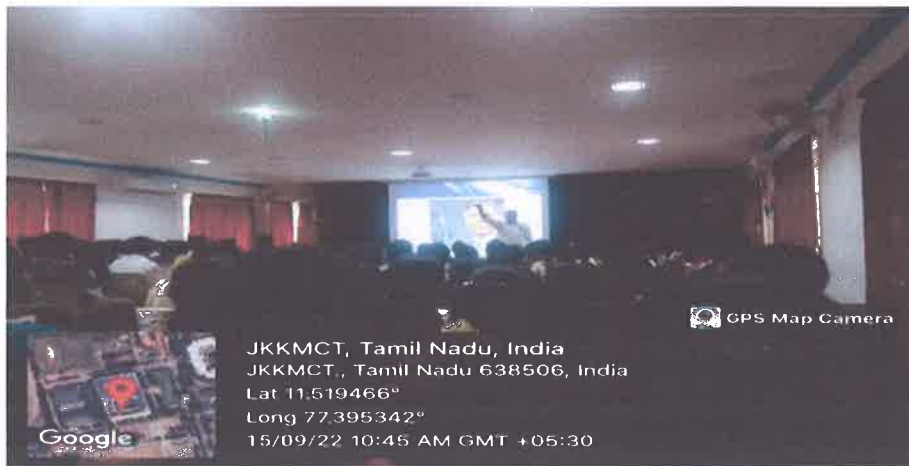 GPS Map Camera
JKKMCT, Tamil Nadu, India
JKKMCT,, Tamil Nadu 638506, India
Lat 11.519466°
Long 77.395342°
15/09/22 10:45 AM GMT +05:30
Google